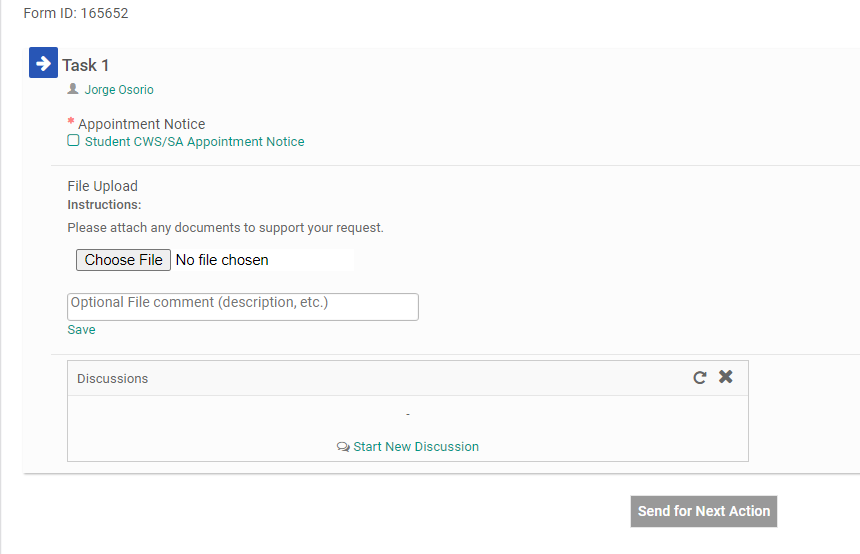 Form ID: 165652
Task 1
Jorge Osorio
* Appointment Notice
Student CWS/SA Appointment Notice
File Upload
Instructions:
Please attach any documents to support your request.
Choose File No file chosen
Optional File comment (description, etc.)
Save
Discussions
-
Start New Discussion
Send for Next Action